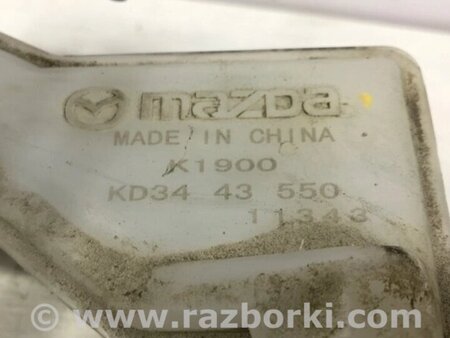 mazda
MADE IN CHINA
K1900
KD34 43 550
11343
© www.razborki.com